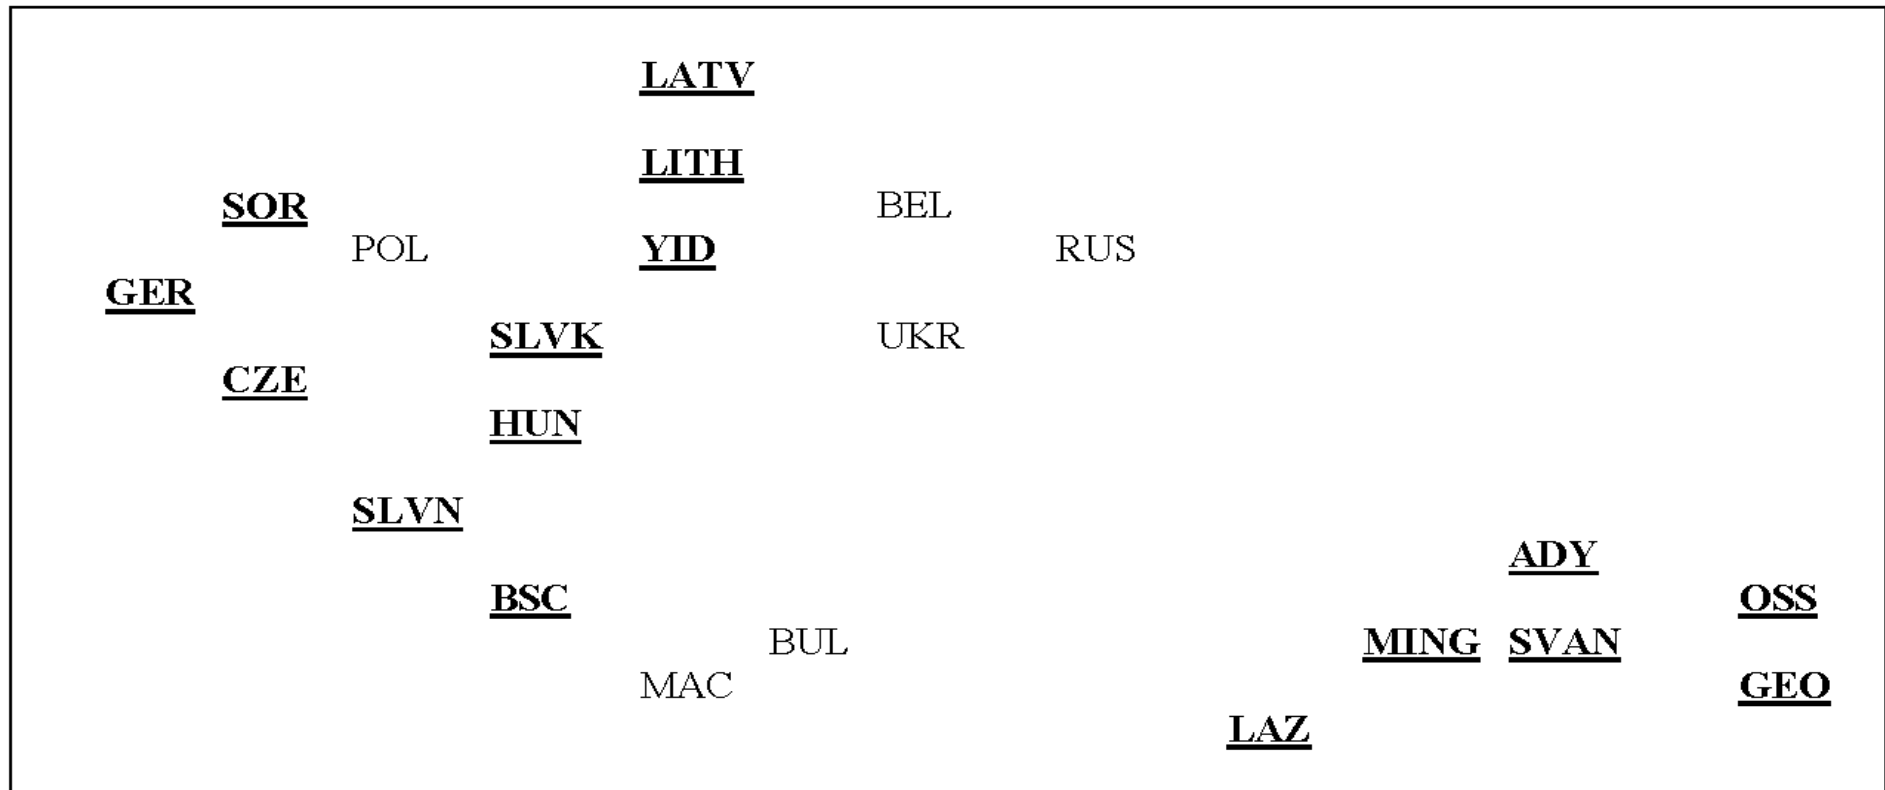 LATV
LITH
SOR BEL
POL YID RUS
GER
SLVK UKR
CZE
HUN
SLVN
ADY
BSC OSS
BUL MING SVAN
MAC GEO
LAZ